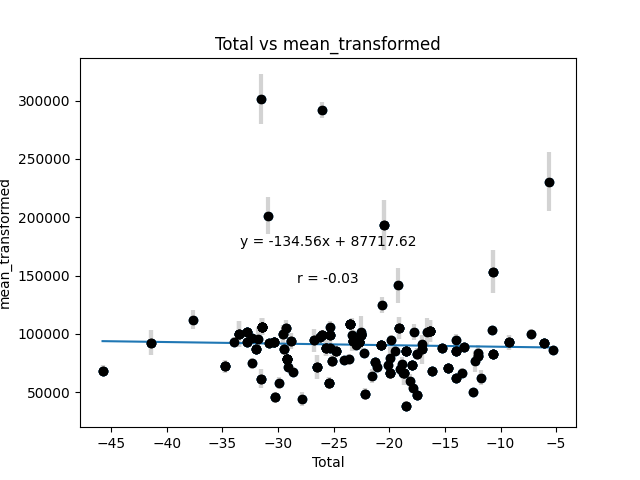 Total vs mean_transformed
300000
250000
200000
150000
100000
50000
mean_transformed
y = -134.56x + 87717.62
r = -0.03
−45 −40 −35 −30 −25 −20 −15 −10 −5
Total